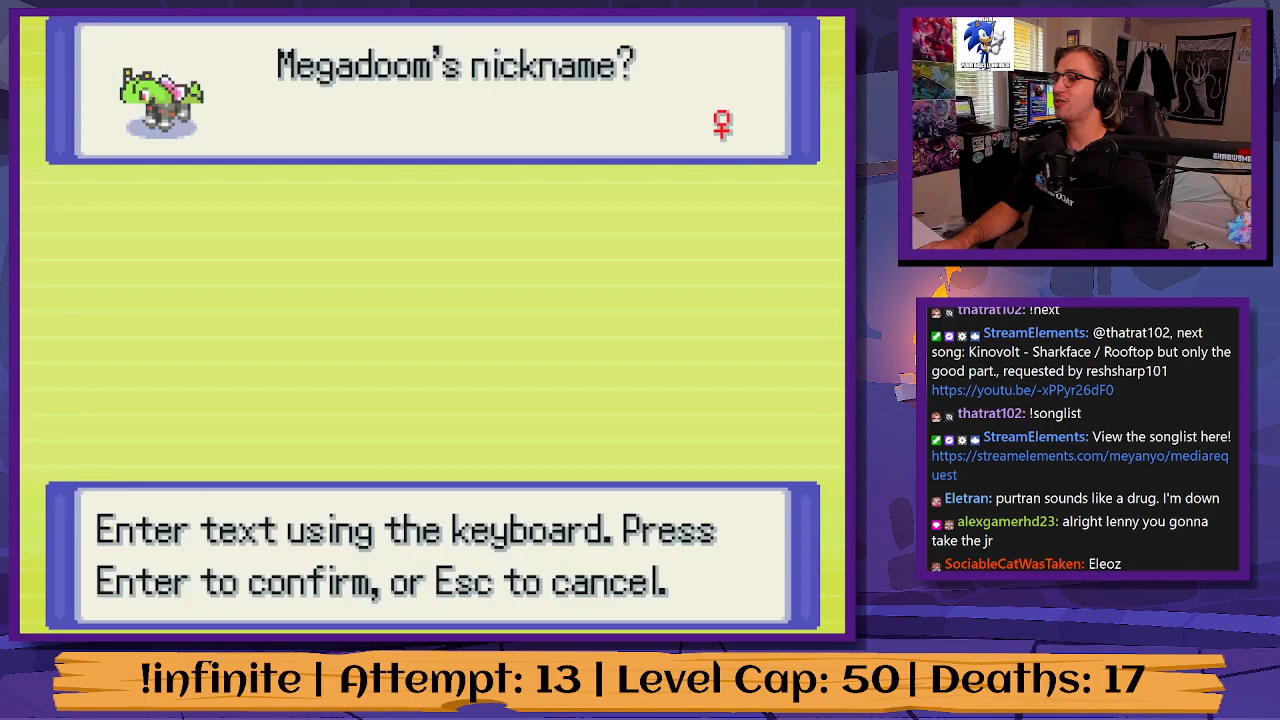 Megadoom's nickname?
♀
Enter text using the keyboard. Press
Enter to confirm, or Esc to cancel.
thatrat102: !next
StreamElements: @thatrat102, next
song: Kinovolt - Sharkface / Rooftop but only the
good part., requested by reshsharp101
https://youtu.be/-xPPyr26dF0
thatrat102: !songlist
StreamElements: View the songlist here!
https://streamelements.com/meyanyo/mediareq
uest
Eletran: purtran sounds like a drug. I'm down
alexgamerhd23: alright lenny you gonna
take the jr
SociableCatWasTaken: Eleoz
!infinite | Attempt: 13 | Level Cap: 50 | Deaths: 17